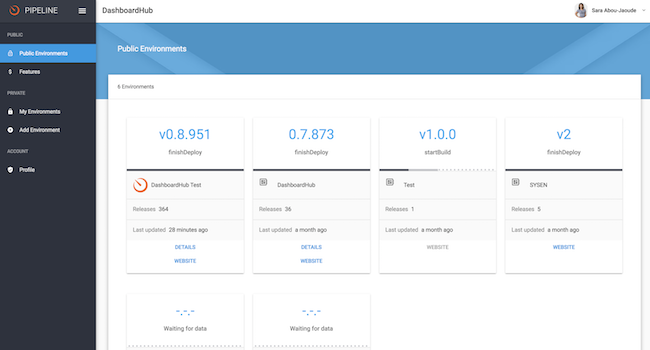 PIPELINE
DashboardHub
Sara Abou-Jaoude
PUBLIC
Public Environments
Features
PRIVATE
My Environments
Add Environment
ACCOUNT
Profile
Public Environments
6 Environments
v0.8.951
finishDeploy
DashboardHub Test
Releases 364
Last updated 28 minutes ago
DETAILS
WEBSITE
0.7.873
finishDeploy
DashboardHub
Releases 36
Last updated a month ago
DETAILS
WEBSITE
v1.0.0
startBuild
Test
Releases 1
Last updated a month ago
WEBSITE
v2
finishDeploy
SYSEN
Releases 5
Last updated a month ago
WEBSITE
-.-.-
Waiting for data
-.-.-
Waiting for data